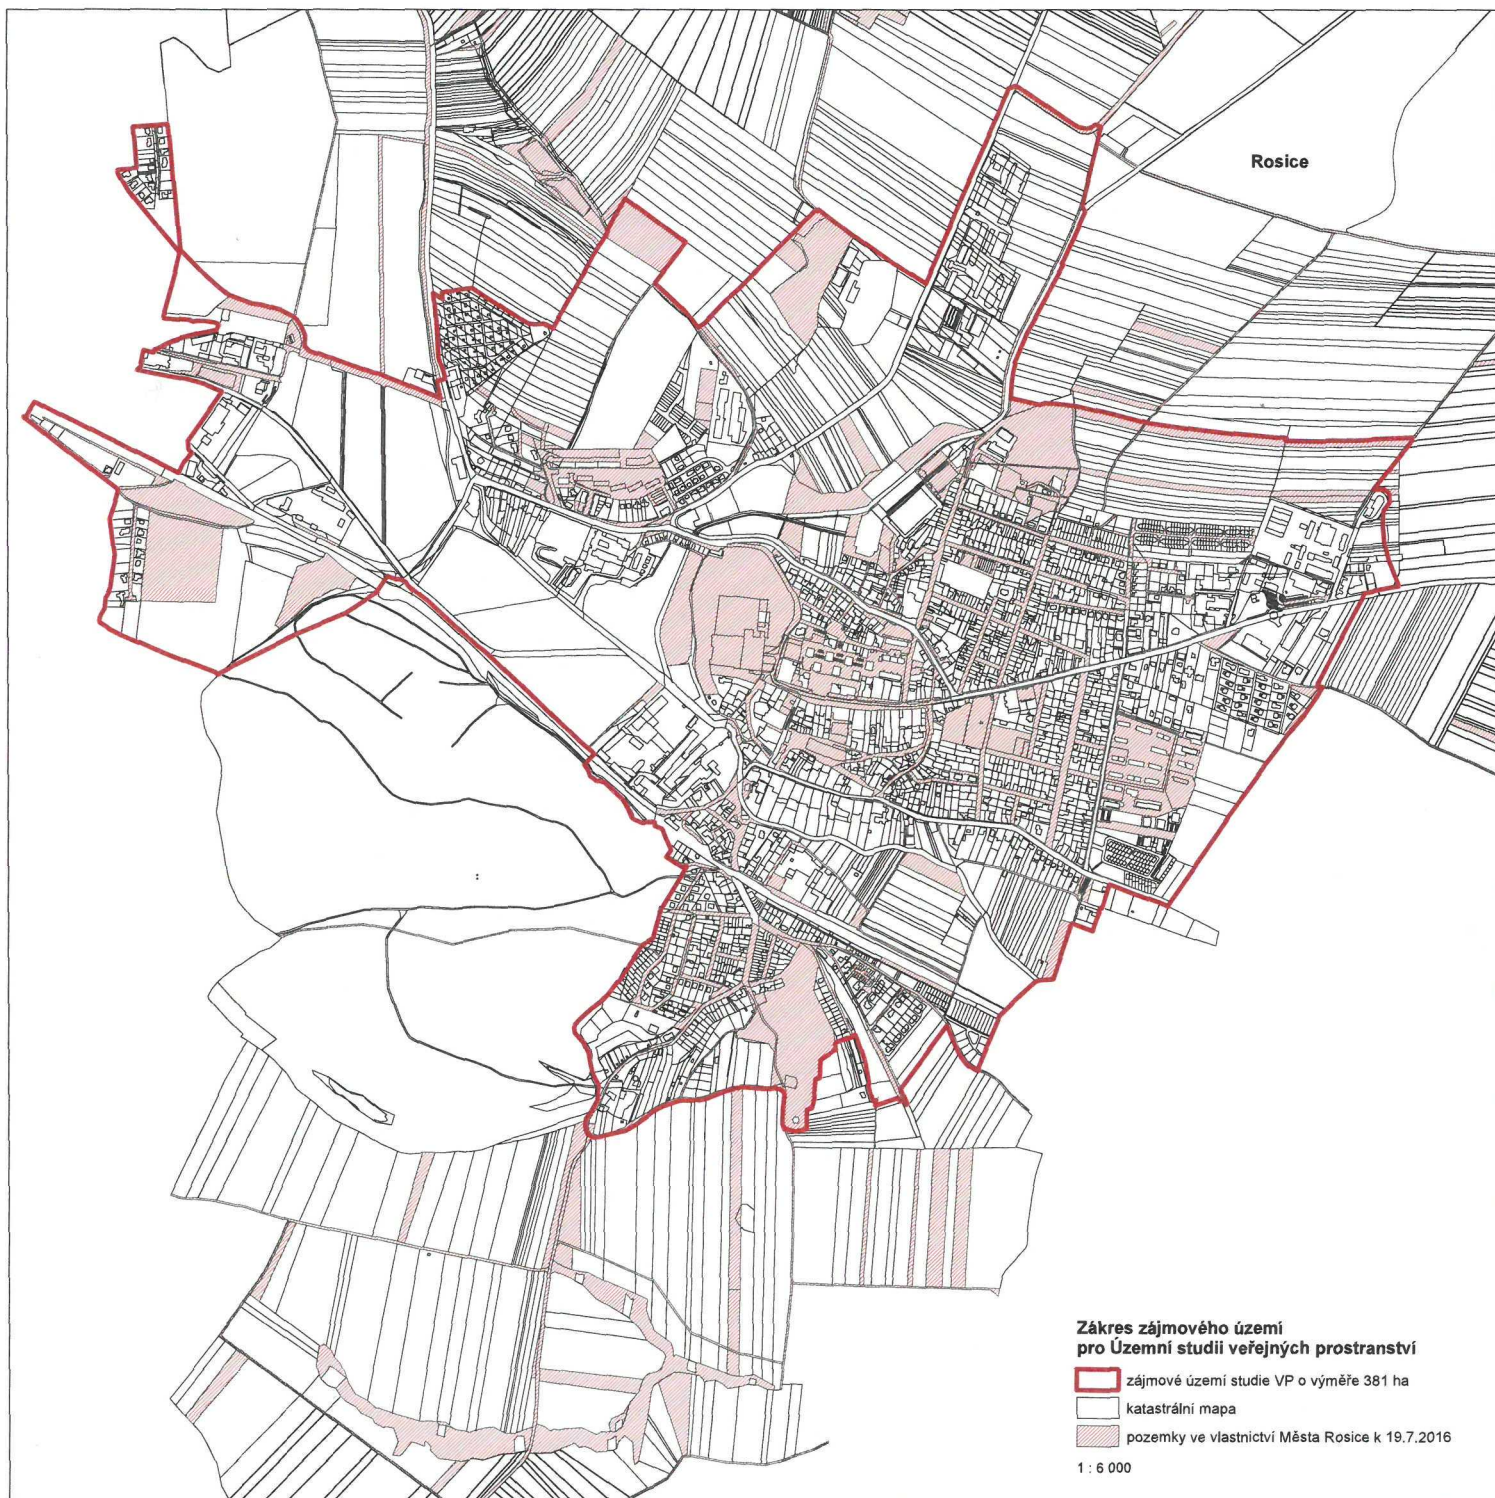 Rosice
Zákres zájmového území
pro Územní studii veřejných prostranství
zájmové území studie VP o výměře 381 ha
katastrální mapa
pozemky ve vlastnictví Města Rosice k 19.7.2016
1 : 6 000